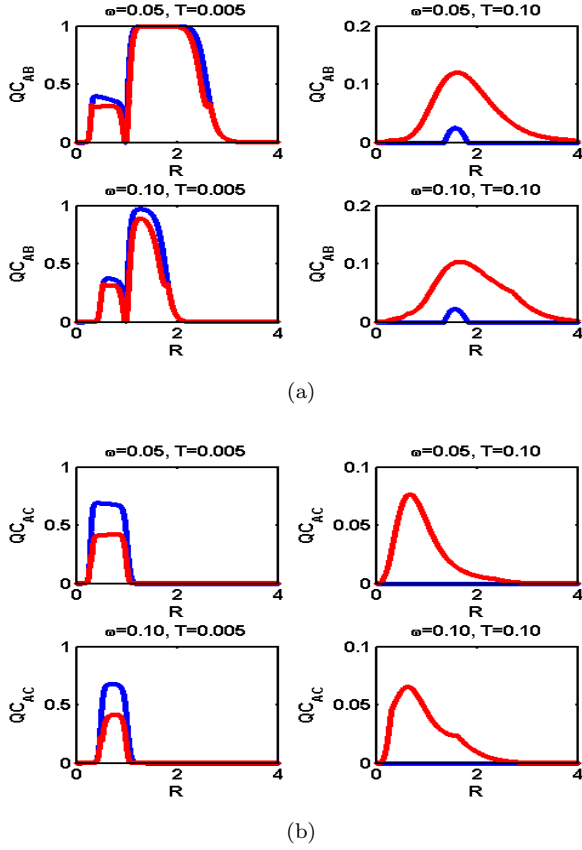 ω=0.05, T=0.005
QC_AB
1
0.5
0
0 2 4
R
ω=0.05, T=0.10
QC_AB
0.2
0.1
0
0 2 4
R
ω=0.10, T=0.005
QC_AB
1
0.5
0
0 2 4
R
ω=0.10, T=0.10
QC_AB
0.2
0.1
0
0 2 4
R
(a)
ω=0.05, T=0.005
QC_AC
1
0.5
0
0 2 4
R
ω=0.05, T=0.10
QC_AC
0.1
0.05
0
0 2 4
R
ω=0.10, T=0.005
QC_AC
1
0.5
0
0 2 4
R
ω=0.10, T=0.10
QC_AC
0.1
0.05
0
0 2 4
R
(b)